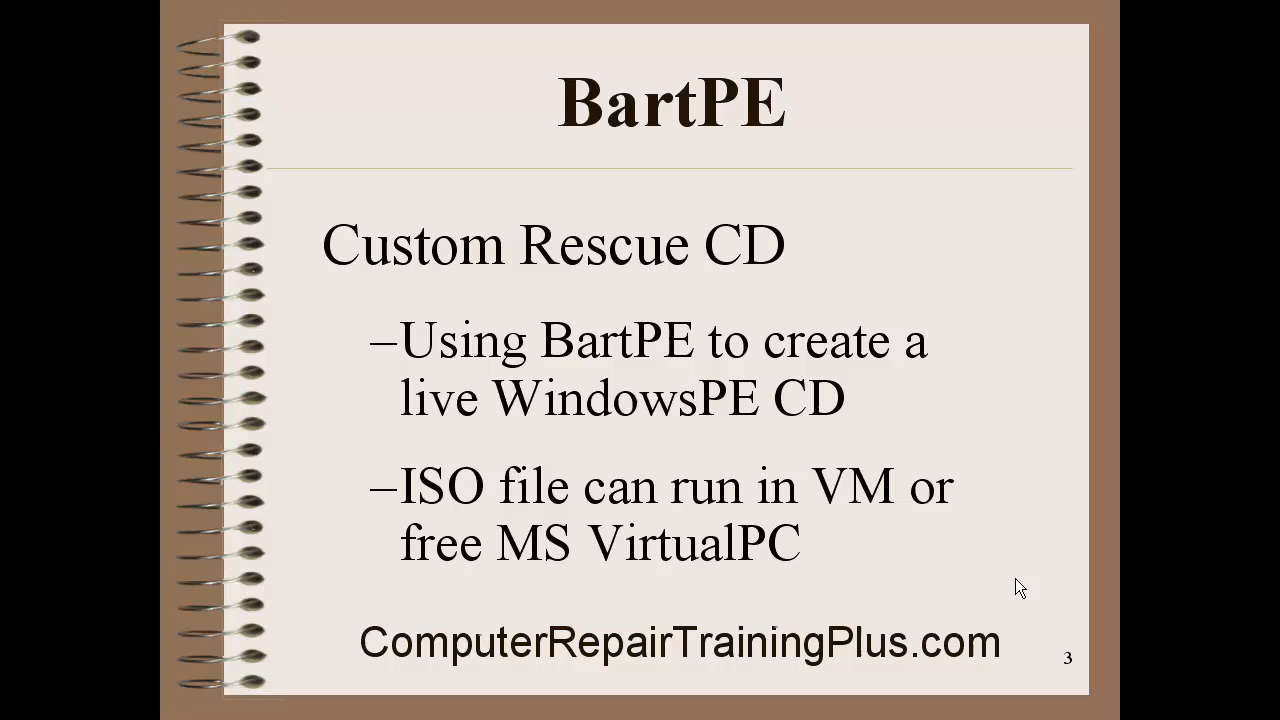 BartPE
Custom Rescue CD
–Using BartPE to create a
live WindowsPE CD
–ISO file can run in VM or
free MS VirtualPC
ComputerRepairTrainingPlus.com
3